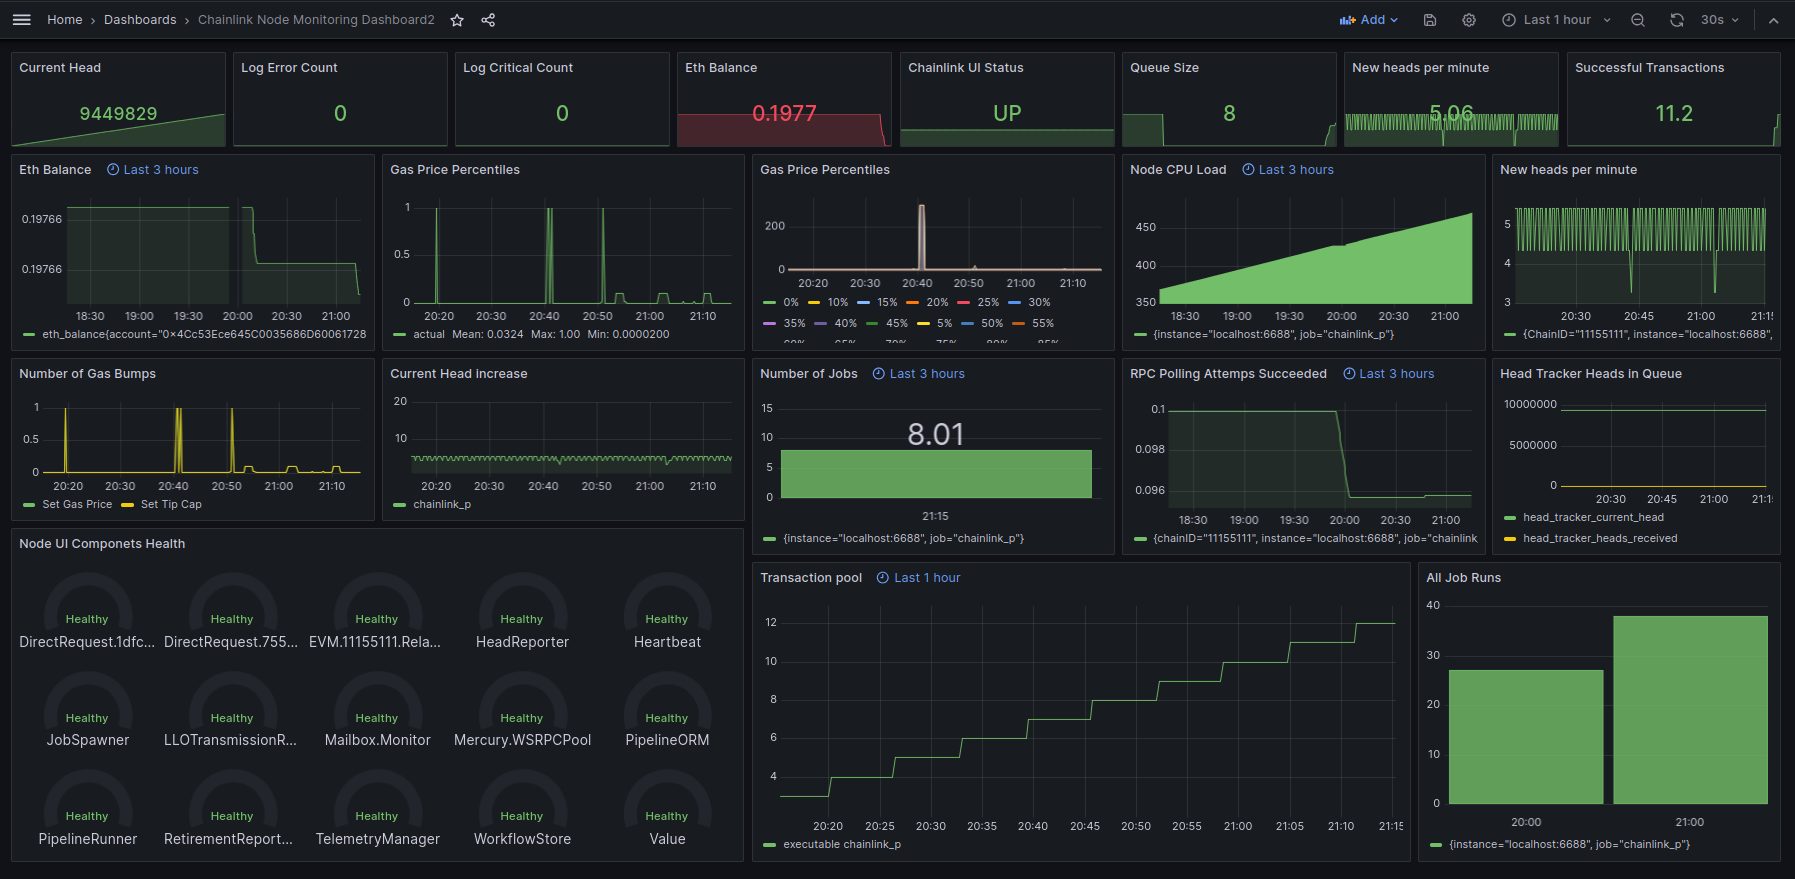 Home › Dashboards › Chainlink Node Monitoring Dashboard2
Add
Last 1 hour
30s
Current Head
9449829
Log Error Count
0
Log Critical Count
0
Eth Balance
0.1977
Chainlink UI Status
UP
Queue Size
8
New heads per minute
5.06
Successful Transactions
11.2
Eth Balance Last 3 hours
0.19766
0.19766
18:30 19:00 19:30 20:00 20:30 21:00
eth_balance{account="0×4Cc53Ece645C0035686D60061728
Gas Price Percentiles
1
0.5
0
20:20 20:30 20:40 20:50 21:00 21:10
actual Mean: 0.0324 Max: 1.00 Min: 0.0000200
Gas Price Percentiles
200
0
20:20 20:30 20:40 20:50 21:00 21:10
0% 10% 15% 20% 25% 30%
35% 40% 45% 5% 50% 55%
Node CPU Load Last 3 hours
450
400
350
18:30 19:00 19:30 20:00 20:30 21:00
{instance="localhost:6688", job="chainlink_p"}
New heads per minute
5
4
3
20:30 20:45 21:00 21:1
{ChainID="11155111", instance="localhost:6688",
Number of Gas Bumps
1
0.5
0
20:20 20:30 20:40 20:50 21:00 21:10
Set Gas Price Set Tip Cap
Current Head increase
20
10
20:20 20:30 20:40 20:50 21:00 21:10
chainlink_p
Number of Jobs Last 3 hours
15
10
5
0
8.01
21:15
{instance="localhost:6688", job="chainlink_p"}
RPC Polling Attemps Succeeded Last 3 hours
0.1
0.098
0.096
18:30 19:00 19:30 20:00 20:30 21:00
{chainID="11155111", instance="localhost:6688", job="chainlink
Head Tracker Heads in Queue
10000000
5000000
0
20:30 20:45 21:00 21:1
head_tracker_current_head
head_tracker_heads_received
Node UI Componets Health
Healthy Healthy Healthy Healthy Healthy
DirectRequest.1dfc... DirectRequest.755... EVM.11155111.Rela... HeadReporter Heartbeat
Healthy Healthy Healthy Healthy Healthy
JobSpawner LLOTransmissionR... Mailbox.Monitor Mercury.WSRPCPool PipelineORM
Healthy Healthy Healthy Healthy Healthy
PipelineRunner RetirementReport... TelemetryManager WorkflowStore Value
Transaction pool Last 1 hour
12
10
8
6
4
20:20 20:25 20:30 20:35 20:40 20:45 20:50 20:55 21:00 21:05 21:10 21:15
executable chainlink_p
All Job Runs
40
30
20
10
0
20:00 21:00
{instance="localhost:6688", job="chainlink_p"}